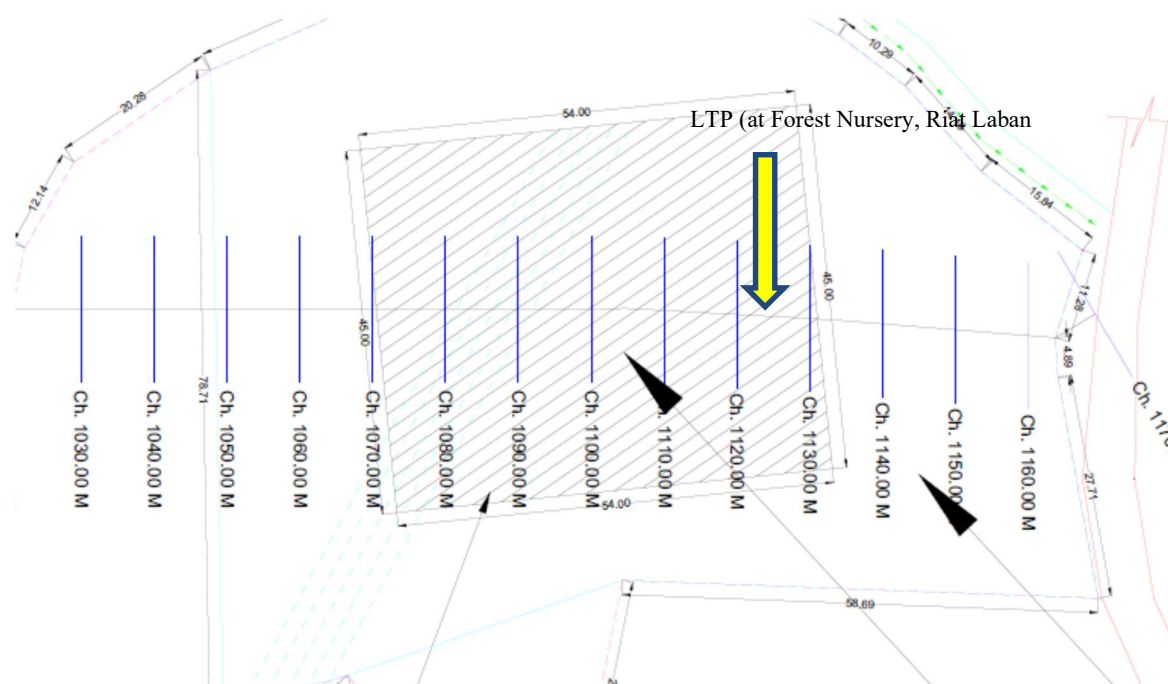 10.29
20.28
54.00
LTP (at Forest Nursery, Riat Laban
12.14
15.84
45.00
45.00
11.28
4.89
78.71
Ch. 1030.00 M
Ch. 1040.00 M
Ch. 1050.00 M
Ch. 1060.00 M
Ch. 1070.00 M
Ch. 1080.00 M
Ch. 1090.00 M
Ch. 1100.00 M
Ch. 1110.00 M
Ch. 1120.00 M
Ch. 1130.00 M
Ch. 1140.00 M
Ch. 1150.00
Ch. 1160.00 M
27.71
54.00
58.69